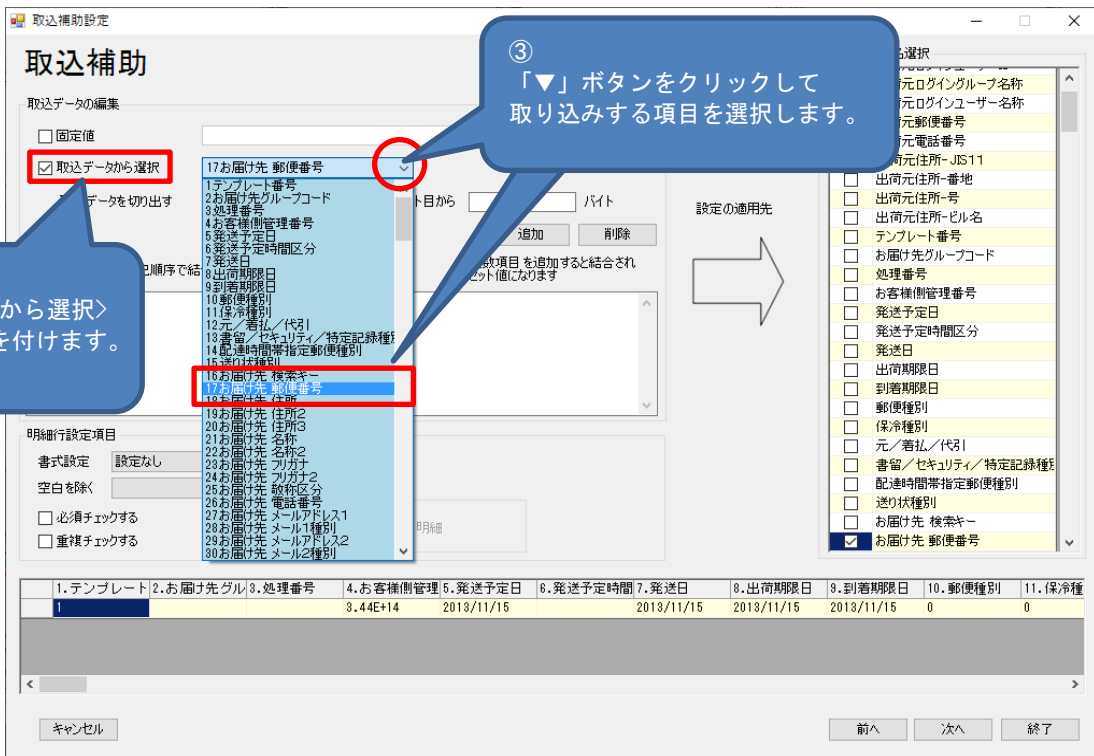 取込補助設定
取込補助
③
「▼」ボタンをクリックして
取り込みする項目を選択します。
取込データの編集
固定値
取込データから選択
17お届け先 郵便番号
データを切り出す
ト目から
バイト
追加
削除
順序で結
数項目を追加すると結合され
セット値になります
から選択>
を付けます。
1テンプレート番号
2お届け先グループコード
3処理番号
4お客様側管理番号
5発送予定日
6発送予定時間区分
7発送日
8出荷期限日
9到着期限日
10郵便種別
11保冷種別
12元/着払/代引
13書留/セキュリティ/特定記録種別
14配達時間帯指定郵便種別
15送り状種別
16お届け先 検索キー
17お届け先 郵便番号
18お届け先 住所
19お届け先 住所2
20お届け先 住所3
21お届け先 名称
22お届け先 名称2
23お届け先 フリガナ
24お届け先 フリガナ2
25お届け先 敬称区分
26お届け先 電話番号
27お届け先 メールアドレス1
28お届け先 メール1種別
29お届け先 メールアドレス2
30お届け先 メール2種別
明細行設定項目
書式設定 設定なし
空白を除く
必須チェックする
重複チェックする
明細
設定の適用先
選択
元ログイングループ名称
元ログインユーザー名称
元郵便番号
元電話番号
元住所-JIS11
出荷元住所-番地
出荷元住所-号
出荷元住所-ビル名
テンプレート番号
お届け先グループコード
処理番号
お客様側管理番号
発送予定日
発送予定時間区分
発送日
出荷期限日
到着期限日
郵便種別
保冷種別
元/着払/代引
書留/セキュリティ/特定記録種別
配達時間帯指定郵便種別
送り状種別
お届け先 検索キー
お届け先 郵便番号
1.テンプレート 2.お届け先グル 3.処理番号 4.お客様側管理 5.発送予定日 6.発送予定時間 7.発送日 8.出荷期限日 9.到着期限日 10.郵便種別 11.保冷種
1 3.44E+14 2013/11/15 2013/11/15 2013/11/15 2013/11/15 0 0
キャンセル
前へ
次へ
終了